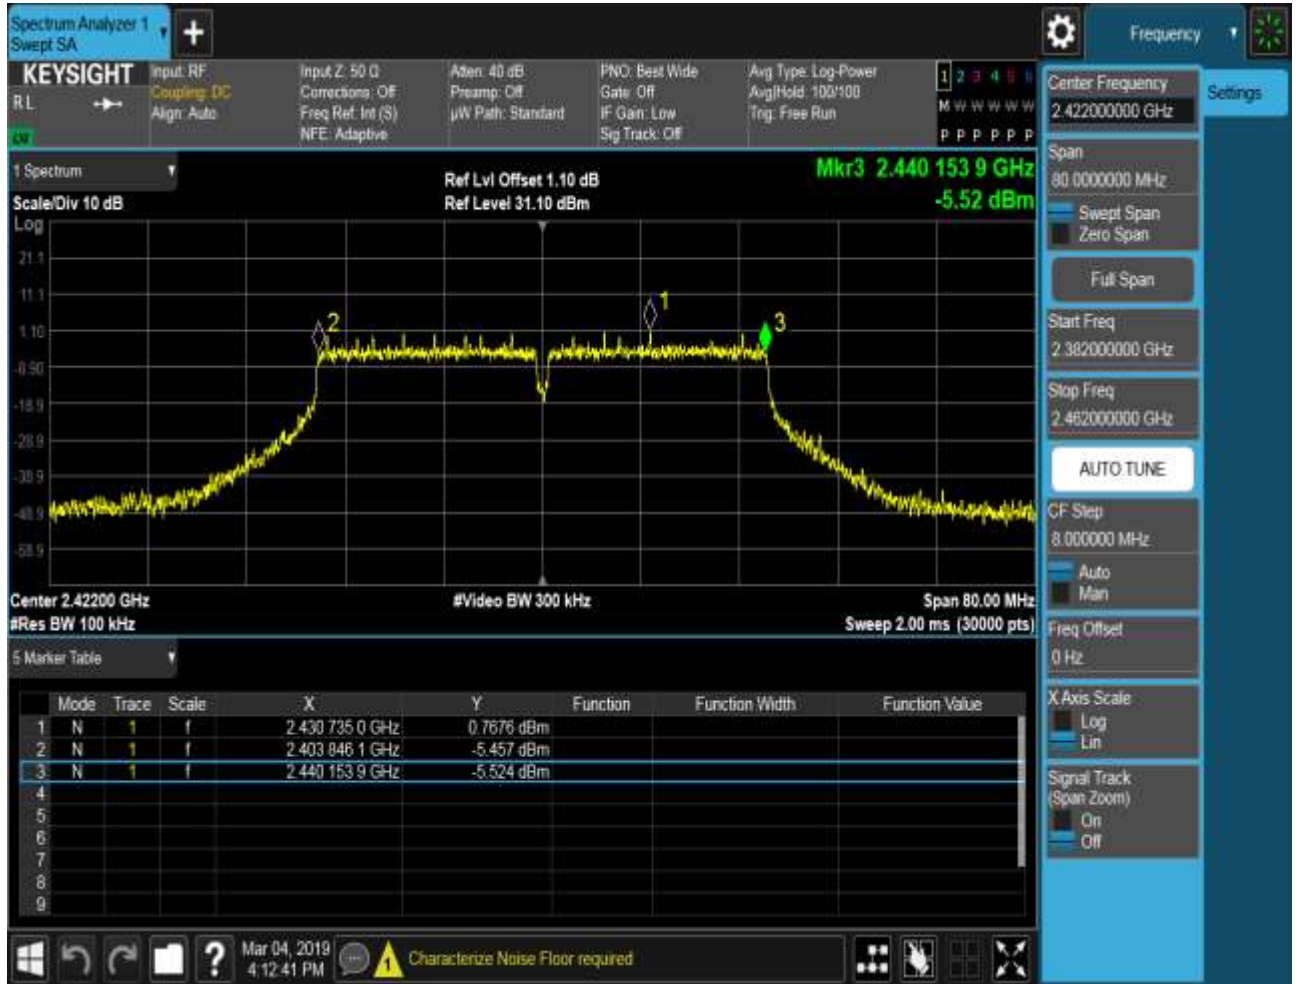 Spectrum Analyzer 1
Swept SA
Frequency
KEYSIGHT
Input: RF
Coupling: DC
Align: Auto
Input Z: 50 Ω
Corrections: Off
Freq Ref: Int (S)
NFE: Adaptive
Atten: 40 dB
Preamp: Off
µW Path: Standard
PNO: Best Wide
Gate: Off
IF Gain: Low
Sig Track: Off
Avg Type: Log-Power
Avg|Hold: 100/100
Trig: Free Run
1 2 3 4 5 6
M W W W W W
P P P P P P
R L
1 Spectrum
Scale/Div 10 dB
Ref Lvl Offset 1.10 dB
Ref Level 31.10 dBm
Mkr3 2.440 153 9 GHz
-5.52 dBm
Log
21.1
11.1
1.10
-8.90
-18.9
-28.9
-38.9
-48.9
-58.9
2
1
3
Center 2.42200 GHz
#Res BW 100 kHz
#Video BW 300 kHz
Span 80.00 MHz
Sweep 2.00 ms (30000 pts)
5 Marker Table
Mode Trace Scale X Y Function Function Width Function Value
1 N 1 f 2.430 735 0 GHz 0.7676 dBm
2 N 1 f 2.403 846 1 GHz -5.457 dBm
3 N 1 f 2.440 153 9 GHz -5.524 dBm
4
5
6
7
8
9
Mar 04, 2019
4:12:41 PM
1
Characterize Noise Floor required
Center Frequency
2.422000000 GHz
Settings
Span
80.0000000 MHz
Swept Span
Zero Span
Full Span
Start Freq
2.382000000 GHz
Stop Freq
2.462000000 GHz
AUTO TUNE
CF Step
8.000000 MHz
Auto
Man
Freq Offset
0 Hz
X Axis Scale
Log
Lin
Signal Track
(Span Zoom)
On
Off